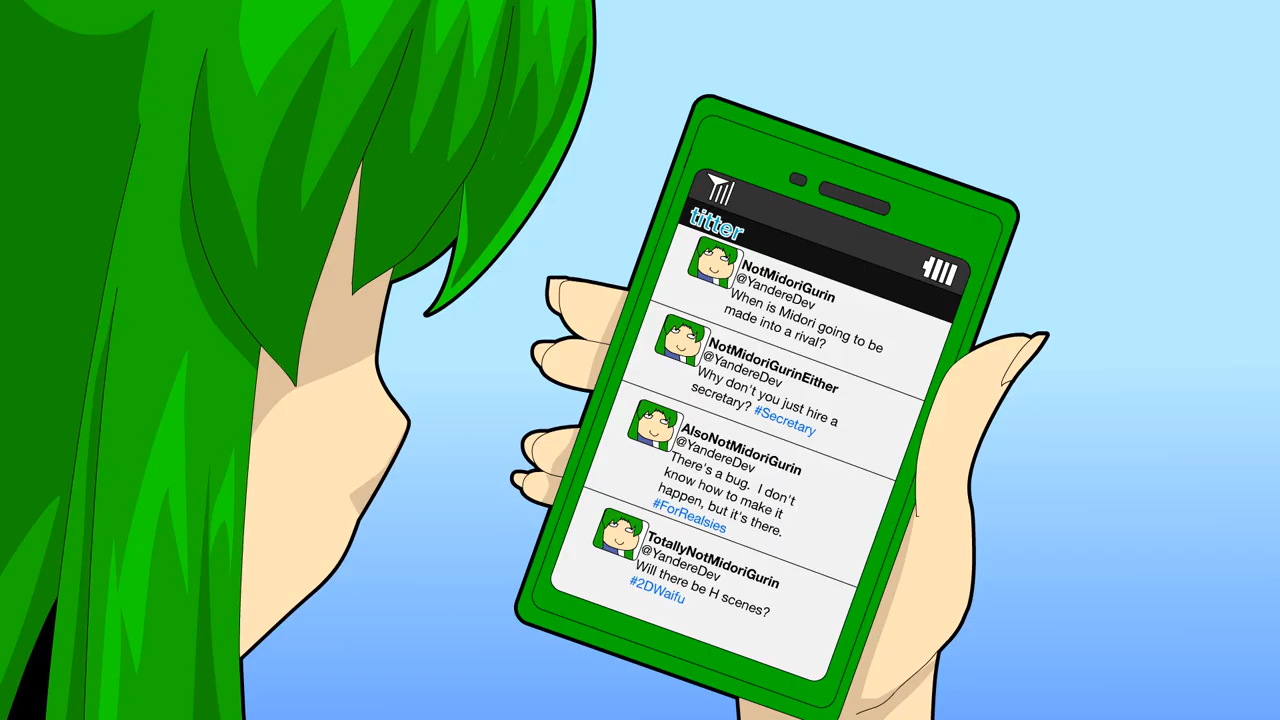 titter
NotMidoriGurin
@YandereDev
When is Midori going to be
made into a rival?
NotMidoriGurinEither
@YandereDev
Why don't you just hire a
secretary? #Secretary
AlsoNotMidoriGurin
@YandereDev
There's a bug. I don't
know how to make it
happen, but it's there.
#ForRealsies
TotallyNotMidoriGurin
@YandereDev
Will there be H scenes?
#2DWaifu